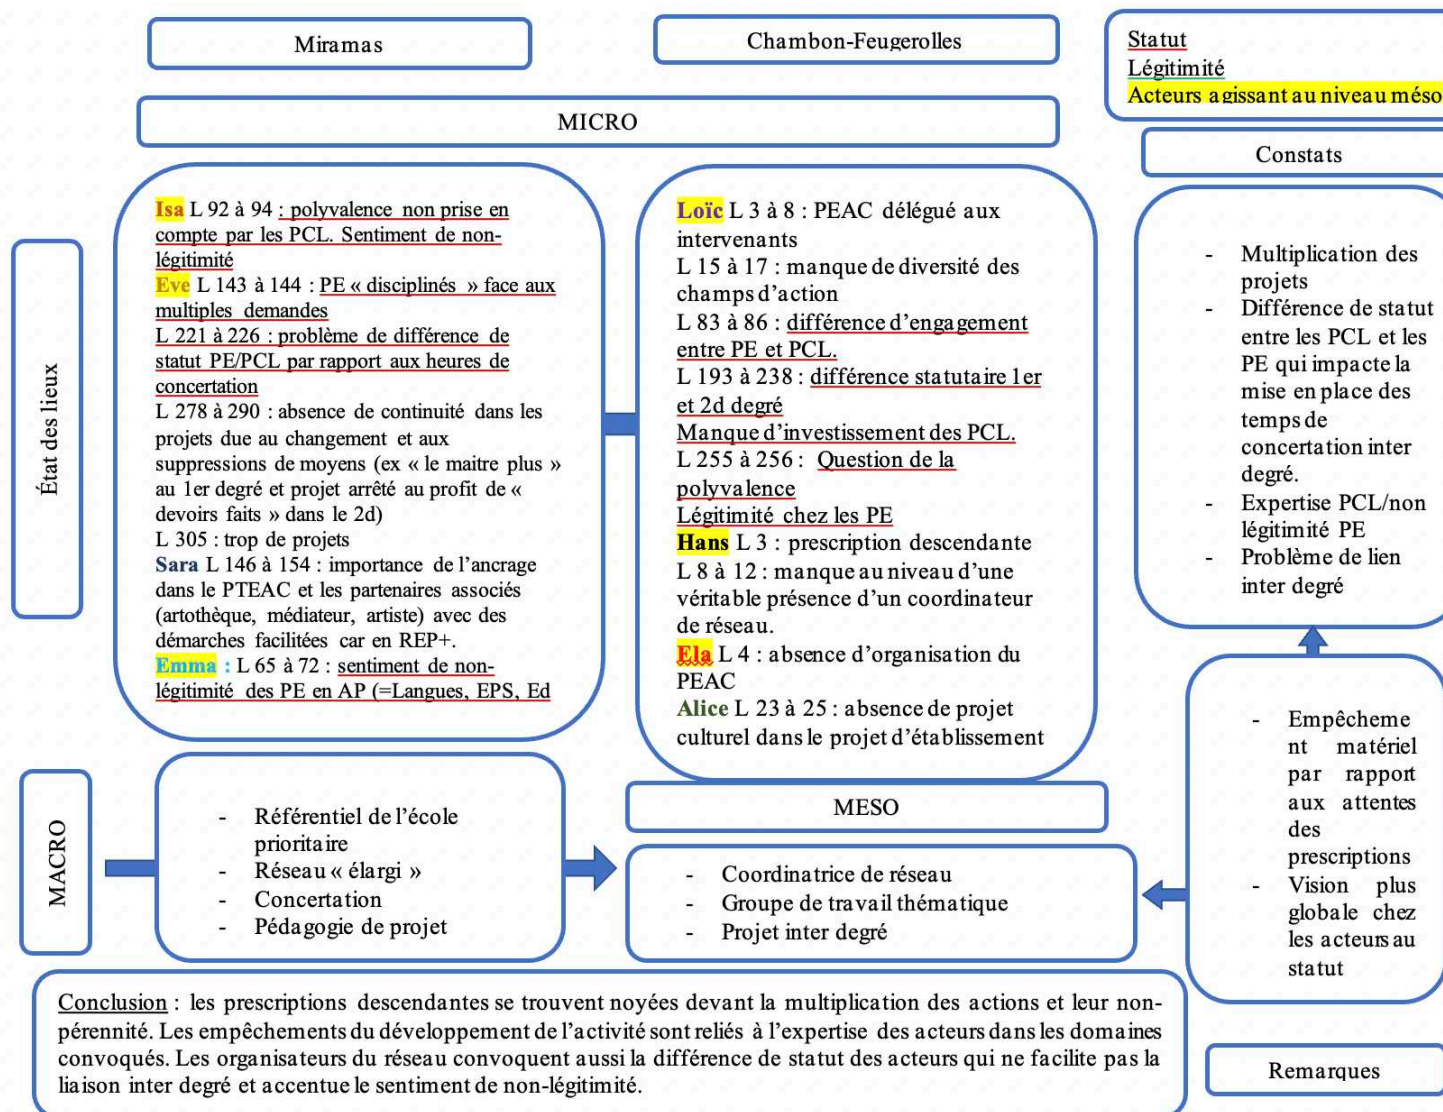 Miramas
Chambon-Feugerolles
Statut
Légitimité
Acteurs agissant au niveau méso
MICRO
Constats
État des lieux
Isa L 92 à 94 : polyvalence non prise en
compte par les PCL. Sentiment de non-
légitimité
Eve L 143 à 144 : PE « disciplinés » face aux
multiples demandes
L 221 à 226 : problème de différence de
statut PE/PCL par rapport aux heures de
concertation
L 278 à 290 : absence de continuité dans les
projets due au changement et aux
suppressions de moyens (ex « le maitre plus »
au 1er degré et projet arrêté au profit de «
devoirs faits » dans le 2d)
L 305 : trop de projets
Sara L 146 à 154 : importance de l’ancrage
dans le PTEAC et les partenaires associés
(artothèque, médiateur, artiste) avec des
démarches facilitées car en REP+.
Emma : L 65 à 72 : sentiment de non-
légitimité des PE en AP (=Langues, EPS, Ed
Loïc L 3 à 8 : PEAC délégué aux
intervenants
L 15 à 17 : manque de diversité des
champs d’action
L 83 à 86 : différence d’engagement
entre PE et PCL.
L 193 à 238 : différence statutaire 1er
et 2d degré
Manque d’investissement des PCL.
L 255 à 256 : Question de la
polyvalence
Légitimité chez les PE
Hans L 3 : prescription descendante
L 8 à 12 : manque au niveau d’une
véritable présence d’un coordinateur
de réseau.
Ela L 4 : absence d’organisation du
PEAC
Alice L 23 à 25 : absence de projet
culturel dans le projet d’établissement
- Multiplication des
projets
- Différence de statut
entre les PCL et les
PE qui impacte la
mise en place des
temps de
concertation inter
degré.
- Expertise PCL/non
légitimité PE
- Problème de lien
inter degré
MACRO
- Référentiel de l’école
prioritaire
- Réseau « élargi »
- Concertation
- Pédagogie de projet
MESO
- Coordinatrice de réseau
- Groupe de travail thématique
- Projet inter degré
- Empêcheme
nt matériel
par rapport
aux attentes
des
prescriptions
- Vision plus
globale chez
les acteurs au
statut
Conclusion : les prescriptions descendantes se trouvent noyées devant la multiplication des actions et leur non-
pérennité. Les empêchements du développement de l’activité sont reliés à l’expertise des acteurs dans les domaines
convoqués. Les organisateurs du réseau convoquent aussi la différence de statut des acteurs qui ne facilite pas la
liaison inter degré et accentue le sentiment de non-légitimité.
Remarques